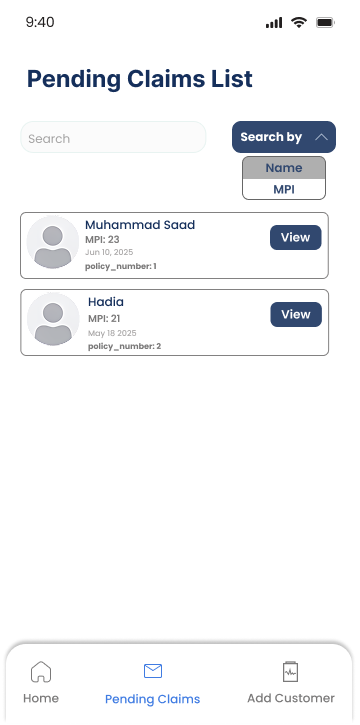 9:40
Pending Claims List
Search
Search by
Name
MPI
Muhammad Saad
MPI: 23
Jun 10, 2025
policy_number: 1
View
Hadia
MPI: 21
May 18 2025
policy_number: 2
View
Home
Pending Claims
Add Customer